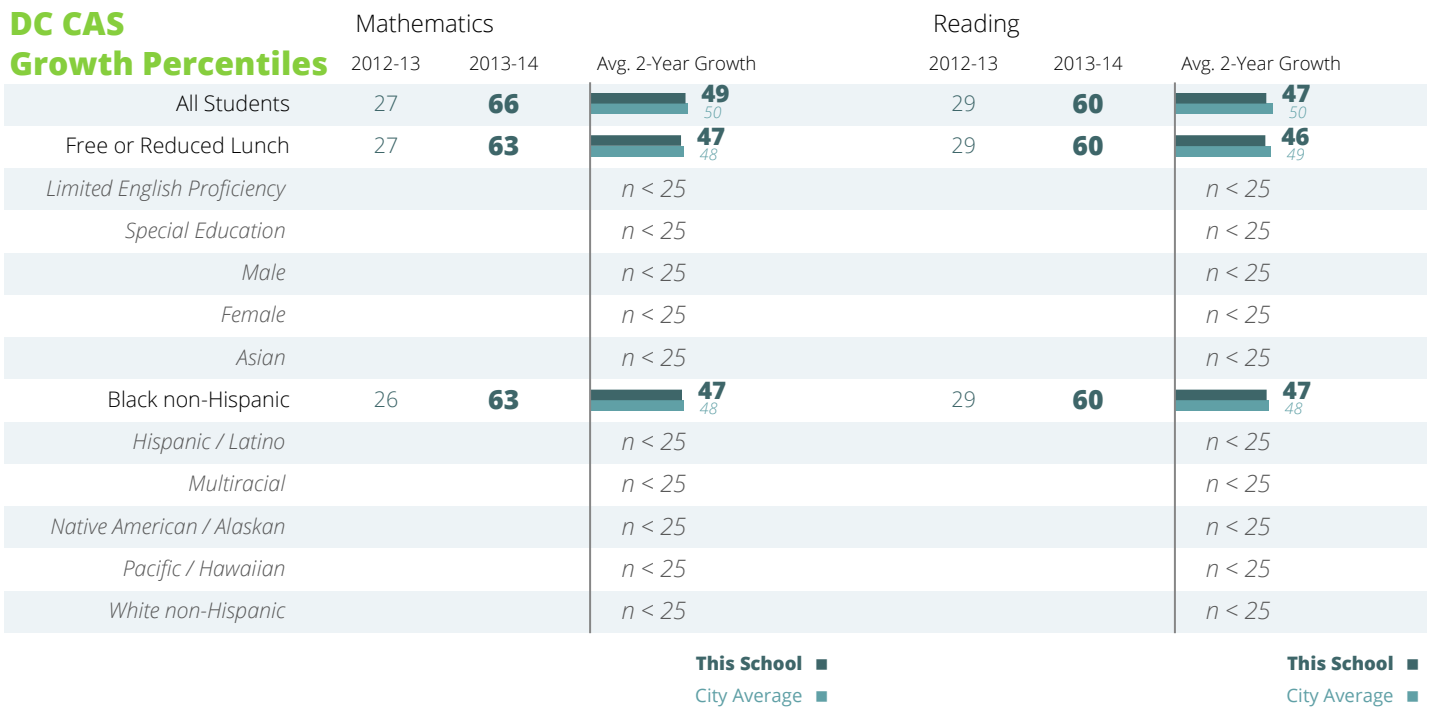 DC CAS
Growth Percentiles
Mathematics Reading
2012-13 2013-14 Avg. 2-Year Growth 2012-13 2013-14 Avg. 2-Year Growth
All Students 27 66 49 50 29 60 47 50
Free or Reduced Lunch 27 63 47 48 29 60 46 49
Limited English Proficiency n < 25 n < 25
Special Education n < 25 n < 25
Male n < 25 n < 25
Female n < 25 n < 25
Asian n < 25 n < 25
Black non-Hispanic 26 63 47 48 29 60 47 48
Hispanic / Latino n < 25 n < 25
Multiracial n < 25 n < 25
Native American / Alaskan n < 25 n < 25
Pacific / Hawaiian n < 25 n < 25
White non-Hispanic n < 25 n < 25
This School This School
City Average City Average